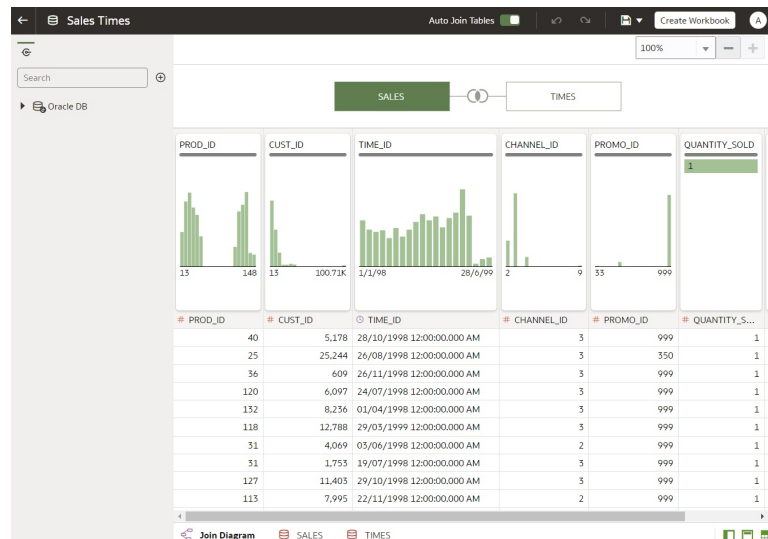 Sales Times
Auto Join Tables
Create Workbook
A
100%
Search
Oracle DB
SALES
TIMES
PROD_ID CUST_ID TIME_ID CHANNEL_ID PROMO_ID QUANTITY_SOLD
1
13 148 13 100.71K 1/1/98 28/6/99 2 9 33 999
# PROD_ID # CUST_ID TIME_ID # CHANNEL_ID # PROMO_ID # QUANTITY_S...
40 5,178 28/10/1998 12:00:00.000 AM 3 999 1
25 25,244 26/08/1998 12:00:00.000 AM 3 350 1
36 609 26/11/1998 12:00:00.000 AM 3 999 1
120 6,097 24/07/1998 12:00:00.000 AM 3 999 1
132 8,236 01/04/1999 12:00:00.000 AM 3 999 1
118 12,788 29/03/1999 12:00:00.000 AM 3 999 1
31 4,069 03/06/1998 12:00:00.000 AM 2 999 1
31 1,753 19/07/1998 12:00:00.000 AM 3 999 1
127 11,403 29/10/1998 12:00:00.000 AM 3 999 1
113 7,995 22/11/1998 12:00:00.000 AM 2 999 1
Join Diagram SALES TIMES